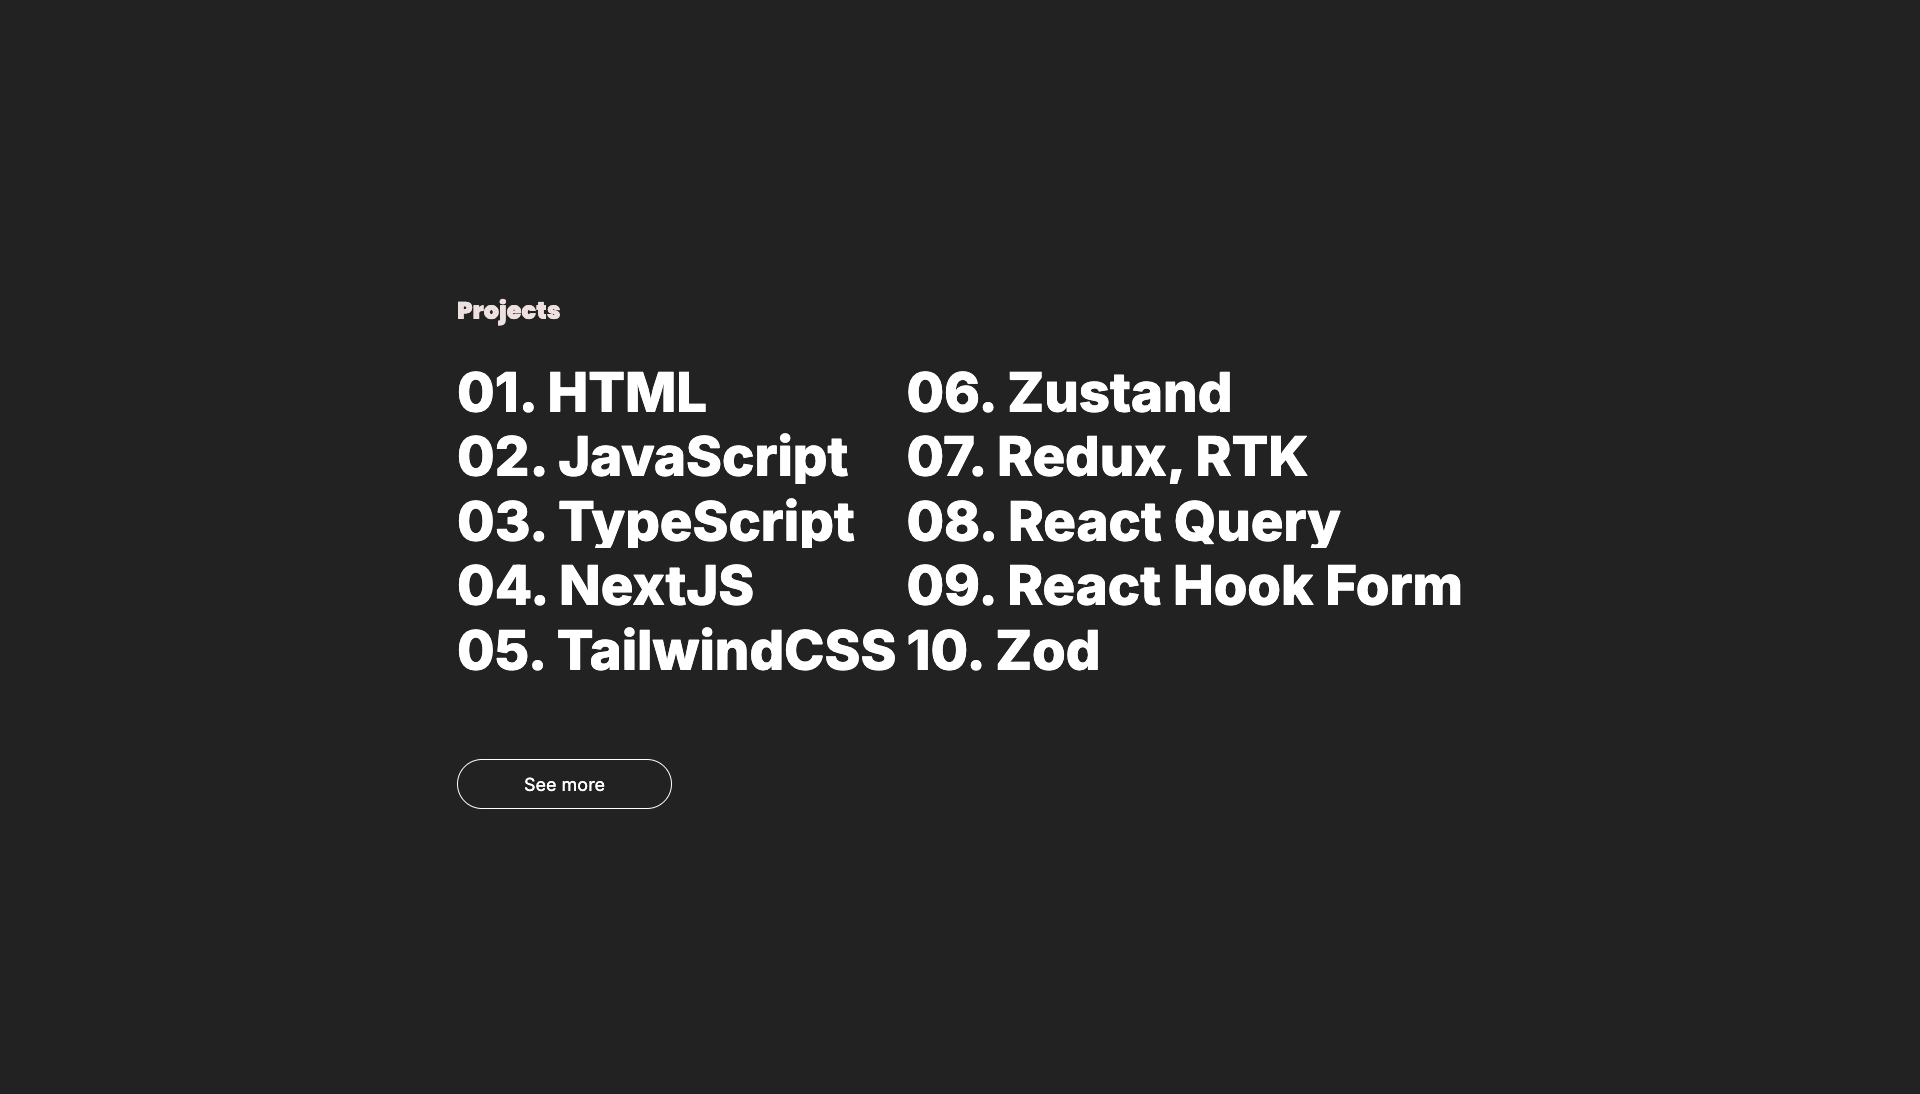 Projects
01. HTML
02. JavaScript
03. TypeScript
04. NextJS
05. TailwindCSS
06. Zustand
07. Redux, RTK
08. React Query
09. React Hook Form
10. Zod
See more